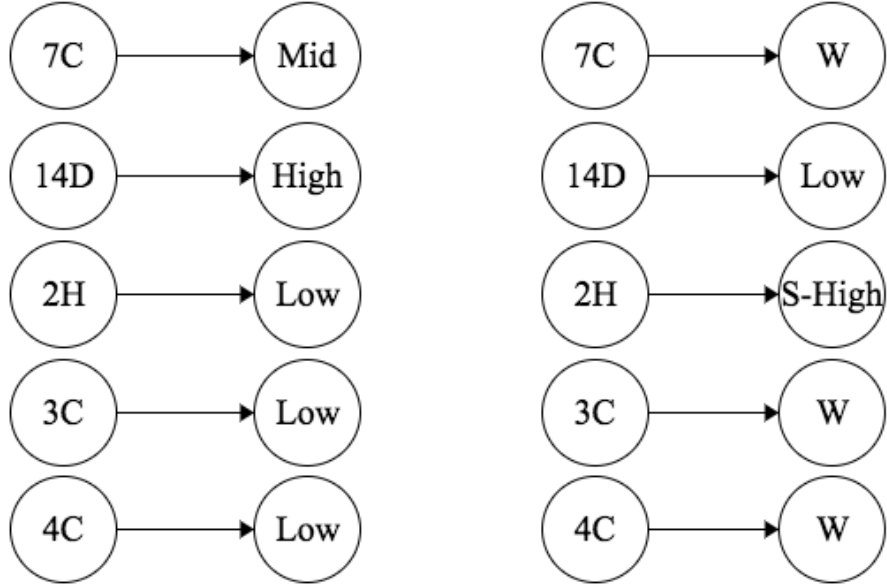 7C Mid 7C W
14D High 14D Low
2H Low 2H S-High
3C Low 3C W
4C Low 4C W